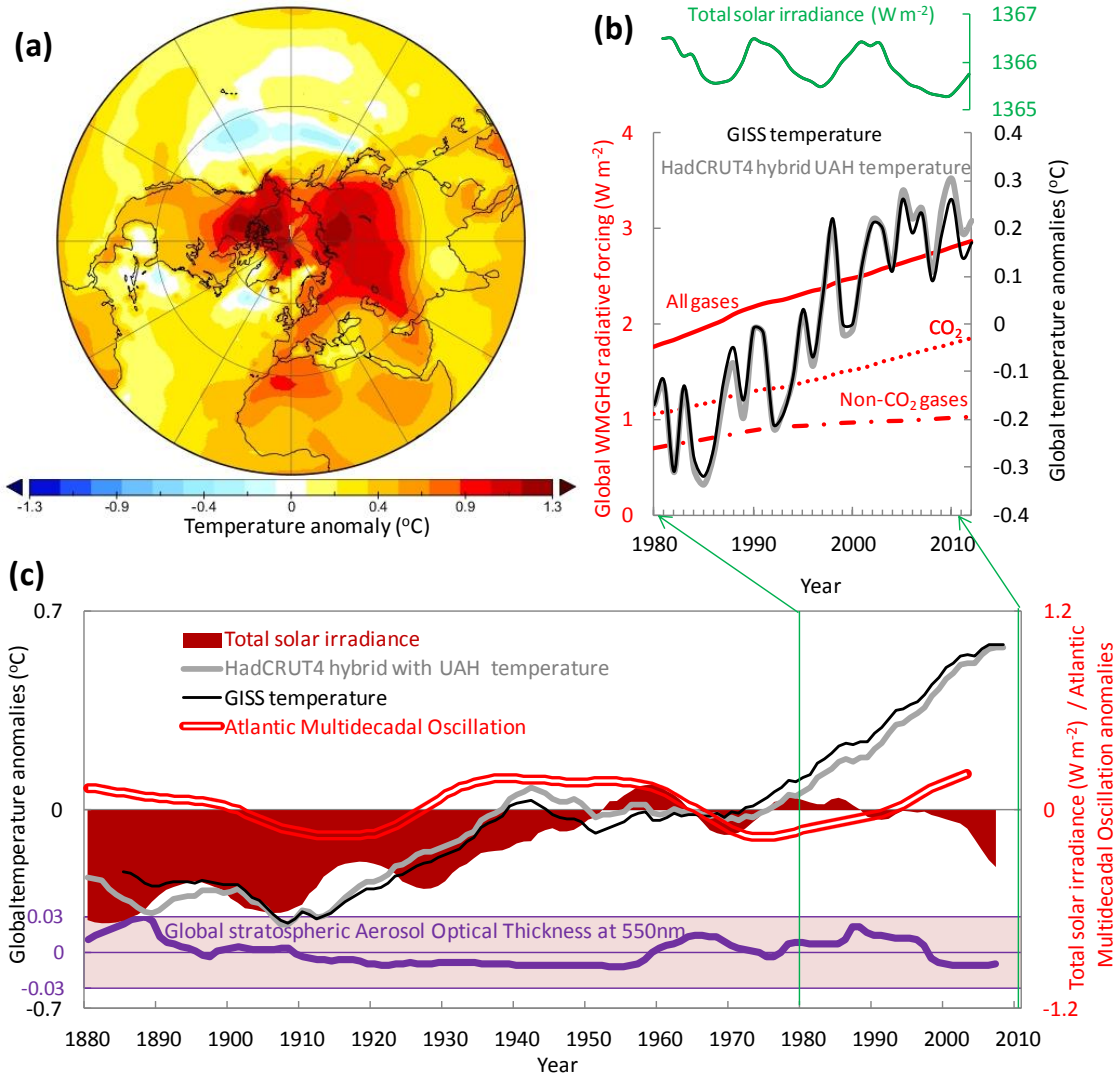 (a)
-1.3 -0.9 -0.4 0 0.4 0.9 1.3
Temperature anomaly (°C)
(b)
Total solar irradiance (W m-2)
1367
1366
1365
Global WMGHG radiative forcing (W m-2)
4
3
2
1
0
GISS temperature
HadCRUT4 hybrid UAH temperature
All gases
CO2
Non-CO2 gases
0.4
0.3
0.2
0.1
0
-0.1
-0.2
-0.3
-0.4
Global temperature anomalies (°C)
1980 1990 2000 2010
Year
(c)
Globaltemperature anomalies (°C)
0.7
0
0.03
0
-0.03
-0.7
Total solar irradiance
HadCRUT4 hybrid with UAH temperature
GISS temperature
Atlantic Multidecadal Oscillation
Global stratospheric Aerosol Optical Thickness at 550nm
1.2
0
-1.2
Total solar irradiance (W m-2) / Atlantic
Multidecadal Oscillation anomalies
1880 1890 1900 1910 1920 1930 1940 1950 1960 1970 1980 1990 2000 2010
Year